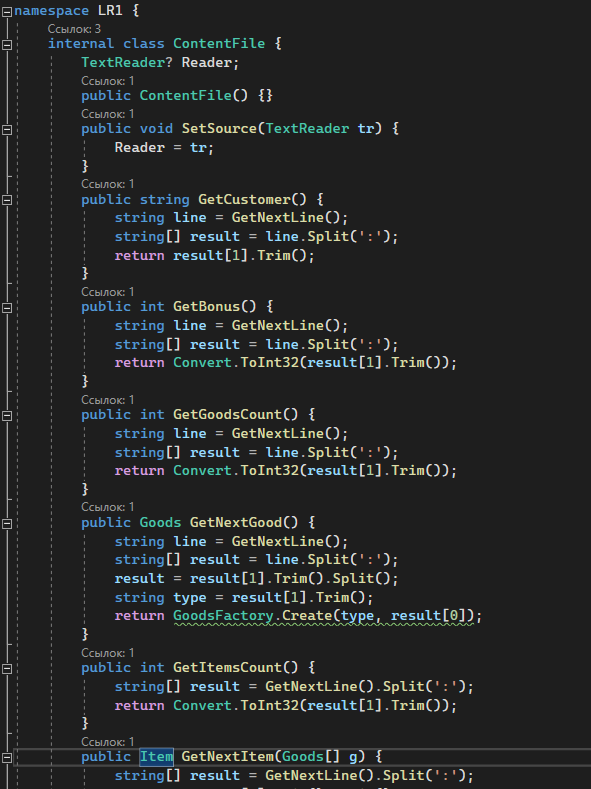 namespace LR1 {
Ссылок: 3
internal class ContentFile {
TextReader? Reader;
Ссылок: 1
public ContentFile() {}
Ссылок: 1
public void SetSource(TextReader tr) {
Reader = tr;
}
Ссылок: 1
public string GetCustomer() {
string line = GetNextLine();
string[] result = line.Split(':');
return result[1].Trim();
}
Ссылок: 1
public int GetBonus() {
string line = GetNextLine();
string[] result = line.Split(':');
return Convert.ToInt32(result[1].Trim());
}
Ссылок: 1
public int GetGoodsCount() {
string line = GetNextLine();
string[] result = line.Split(':');
return Convert.ToInt32(result[1].Trim());
}
Ссылок: 1
public Goods GetNextGood() {
string line = GetNextLine();
string[] result = line.Split(':');
result = result[1].Trim().Split();
string type = result[1].Trim();
return GoodsFactory.Create(type, result[0]);
}
Ссылок: 1
public int GetItemsCount() {
string[] result = GetNextLine().Split(':');
return Convert.ToInt32(result[1].Trim());
}
Ссылок: 1
public Item GetNextItem(Goods[] g) {
string[] result = GetNextLine().Split(':');